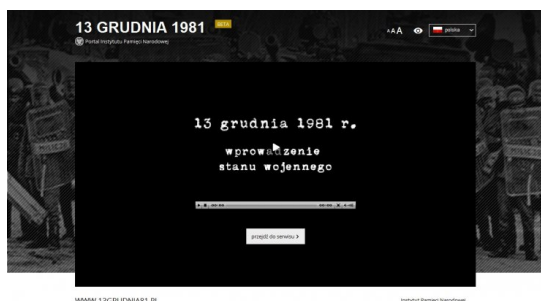 13 GRUDNIA 1981 BETA
Portal Instytutu Pamięci Narodowej
AAA
polska
13 grudnia 1981 r.
wprowadzenie
stanu wojennego
przejdź do serwisu >
WWW.13GRUDNIA81.PL
Instytut Pamięci Narodowej